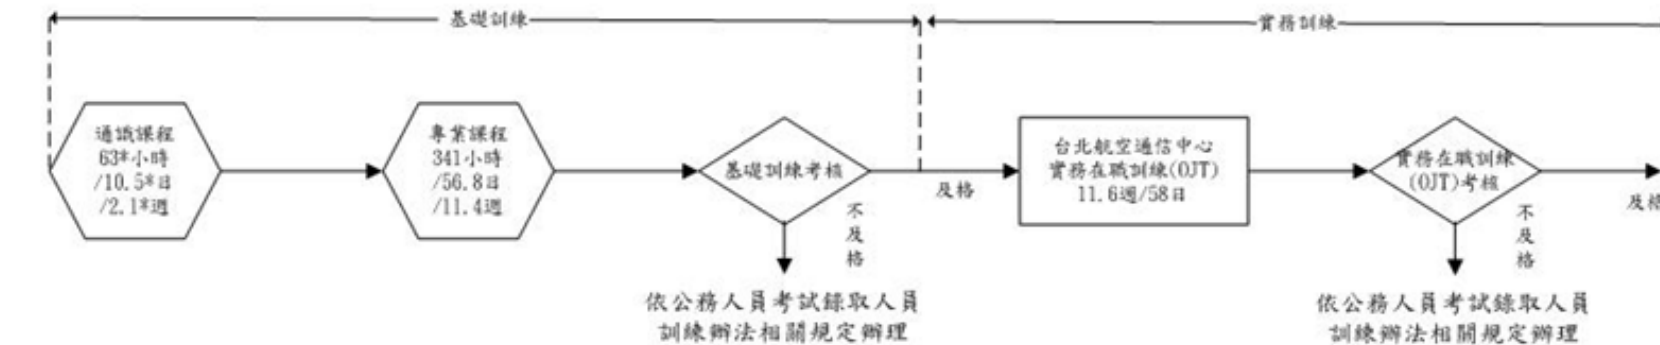 基礎訓練
實務訓練
通識課程
63*小時
/10.5*日
/2.1*週
專業課程
341小時
/56.8日
/11.4週
基礎訓練考核
及格
不
及
格
依公務人員考試錄取人員
訓練辦法相關規定辦理
台北航空通信中心
實務在職訓練(OJT)
11.6週/58日
實務在職訓練
(OJT)考核
及格
不
及
格
依公務人員考試錄取人員
訓練辦法相關規定辦理